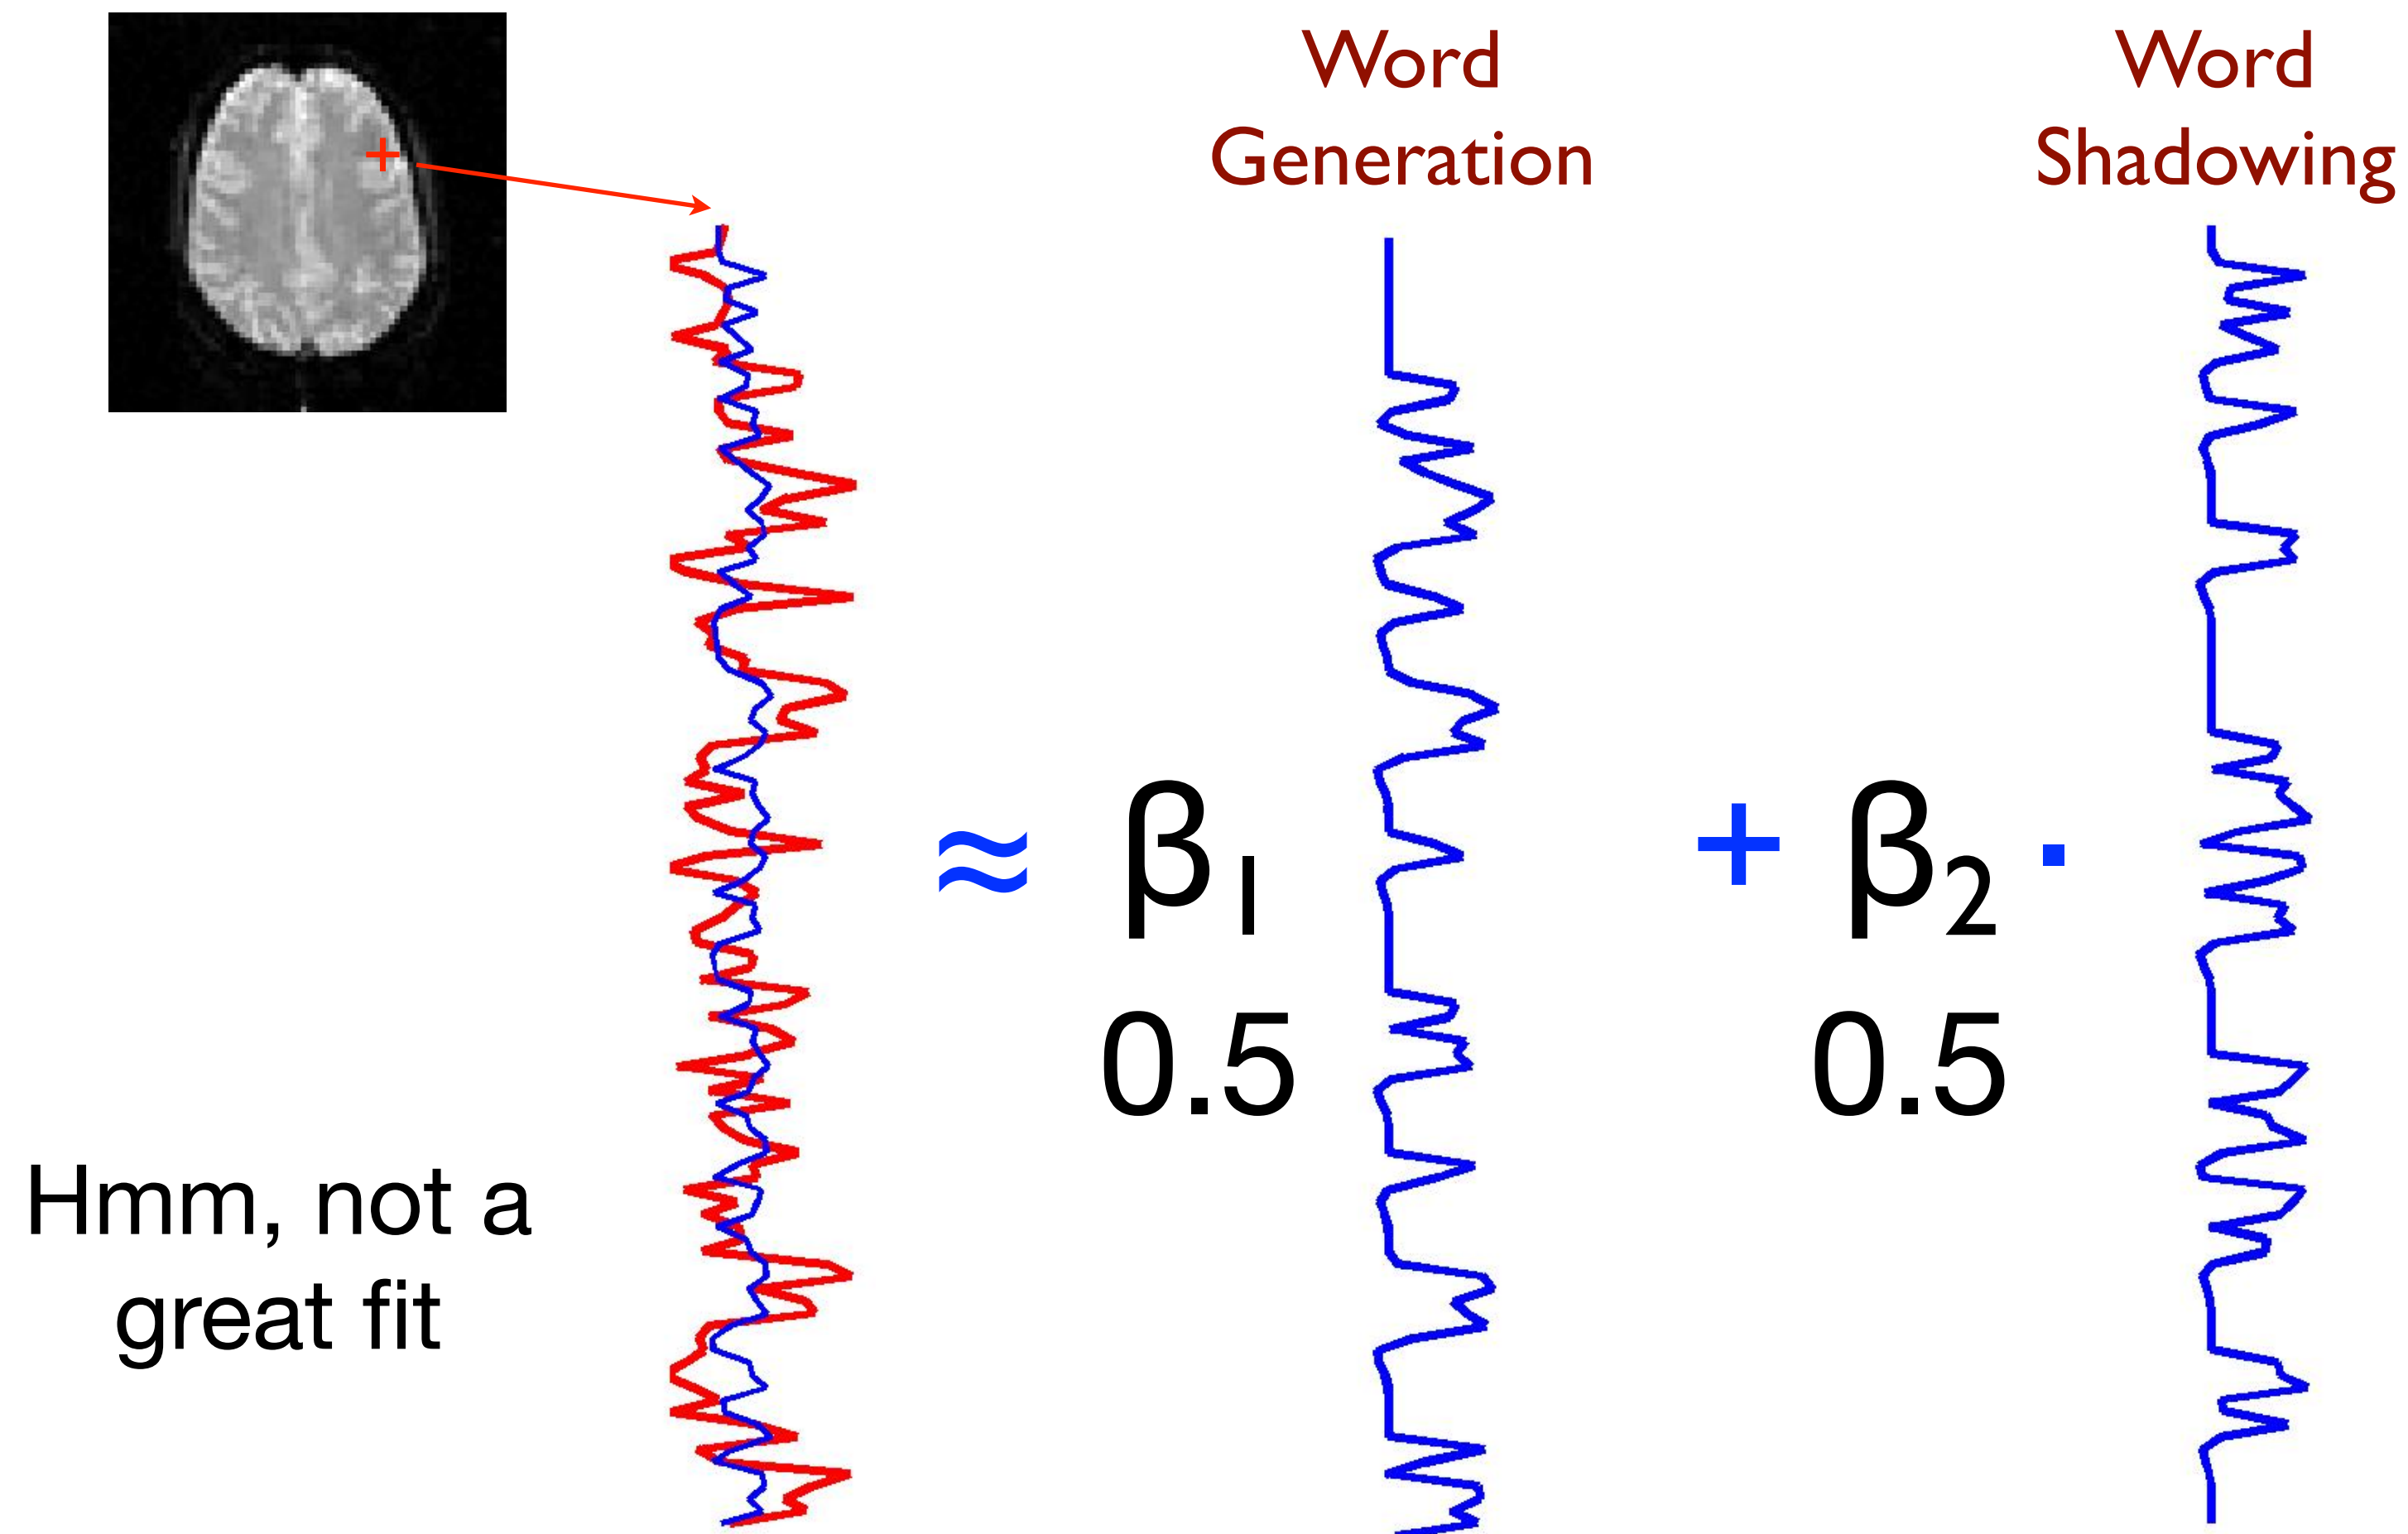 Word
Generation
Word
Shadowing
≈ β1 + β2 ·
0.5 0.5
Hmm, not a
great fit